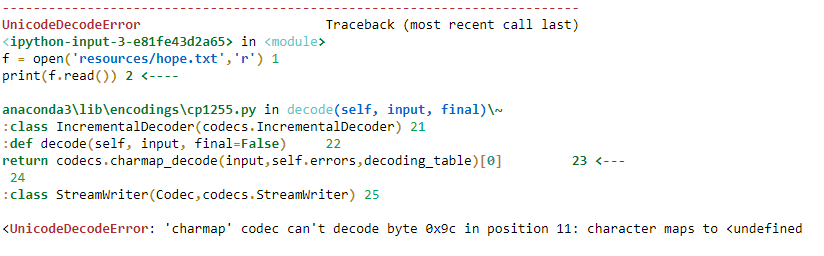 ---------------------------------------------------------------------------
UnicodeDecodeError                        Traceback (most recent call last)
<ipython-input-3-e81fe43d2a65> in <module>
f = open('resources/hope.txt','r') 1
print(f.read()) 2 <----
anaconda3\lib\encodings\cp1255.py in decode(self, input, final)\~
:class IncrementalDecoder(codecs.IncrementalDecoder) 21
:def decode(self, input, final=False)     22
return codecs.charmap_decode(input,self.errors,decoding_table)[0]         23 <---
24
:class StreamWriter(Codec,codecs.StreamWriter) 25
<UnicodeDecodeError: 'charmap' codec can't decode byte 0x9c in position 11: character maps to <undefined